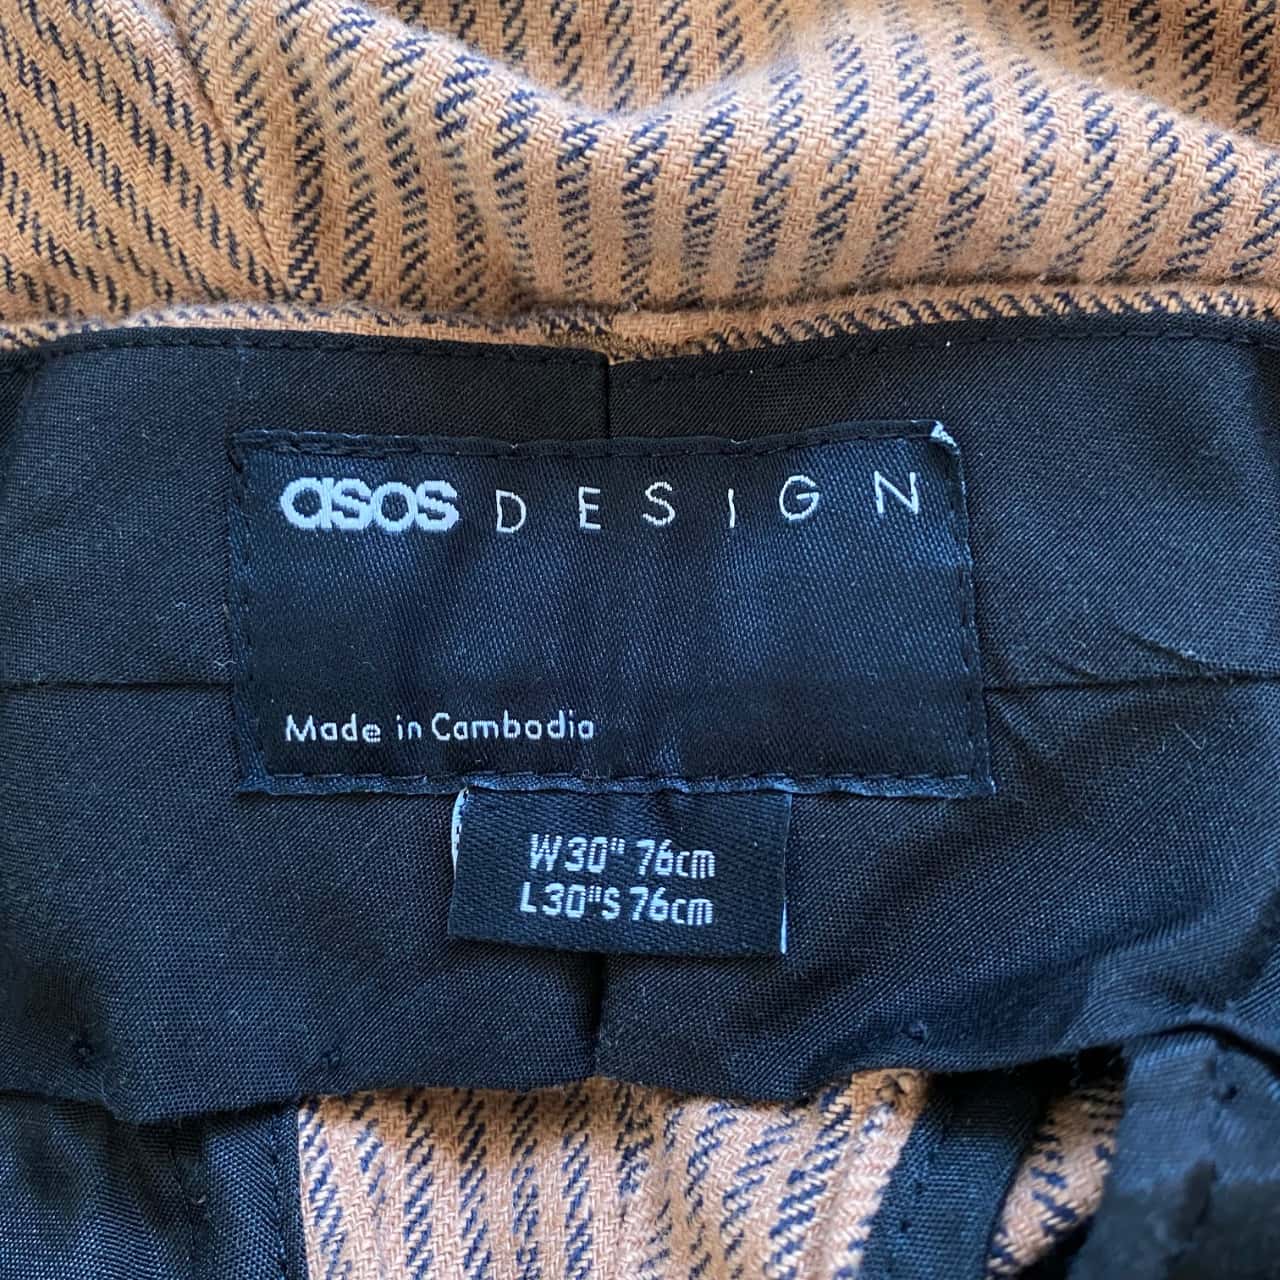 asos DESIGN
Made in Cambodia
W30" 76cm
L30"S 76cm